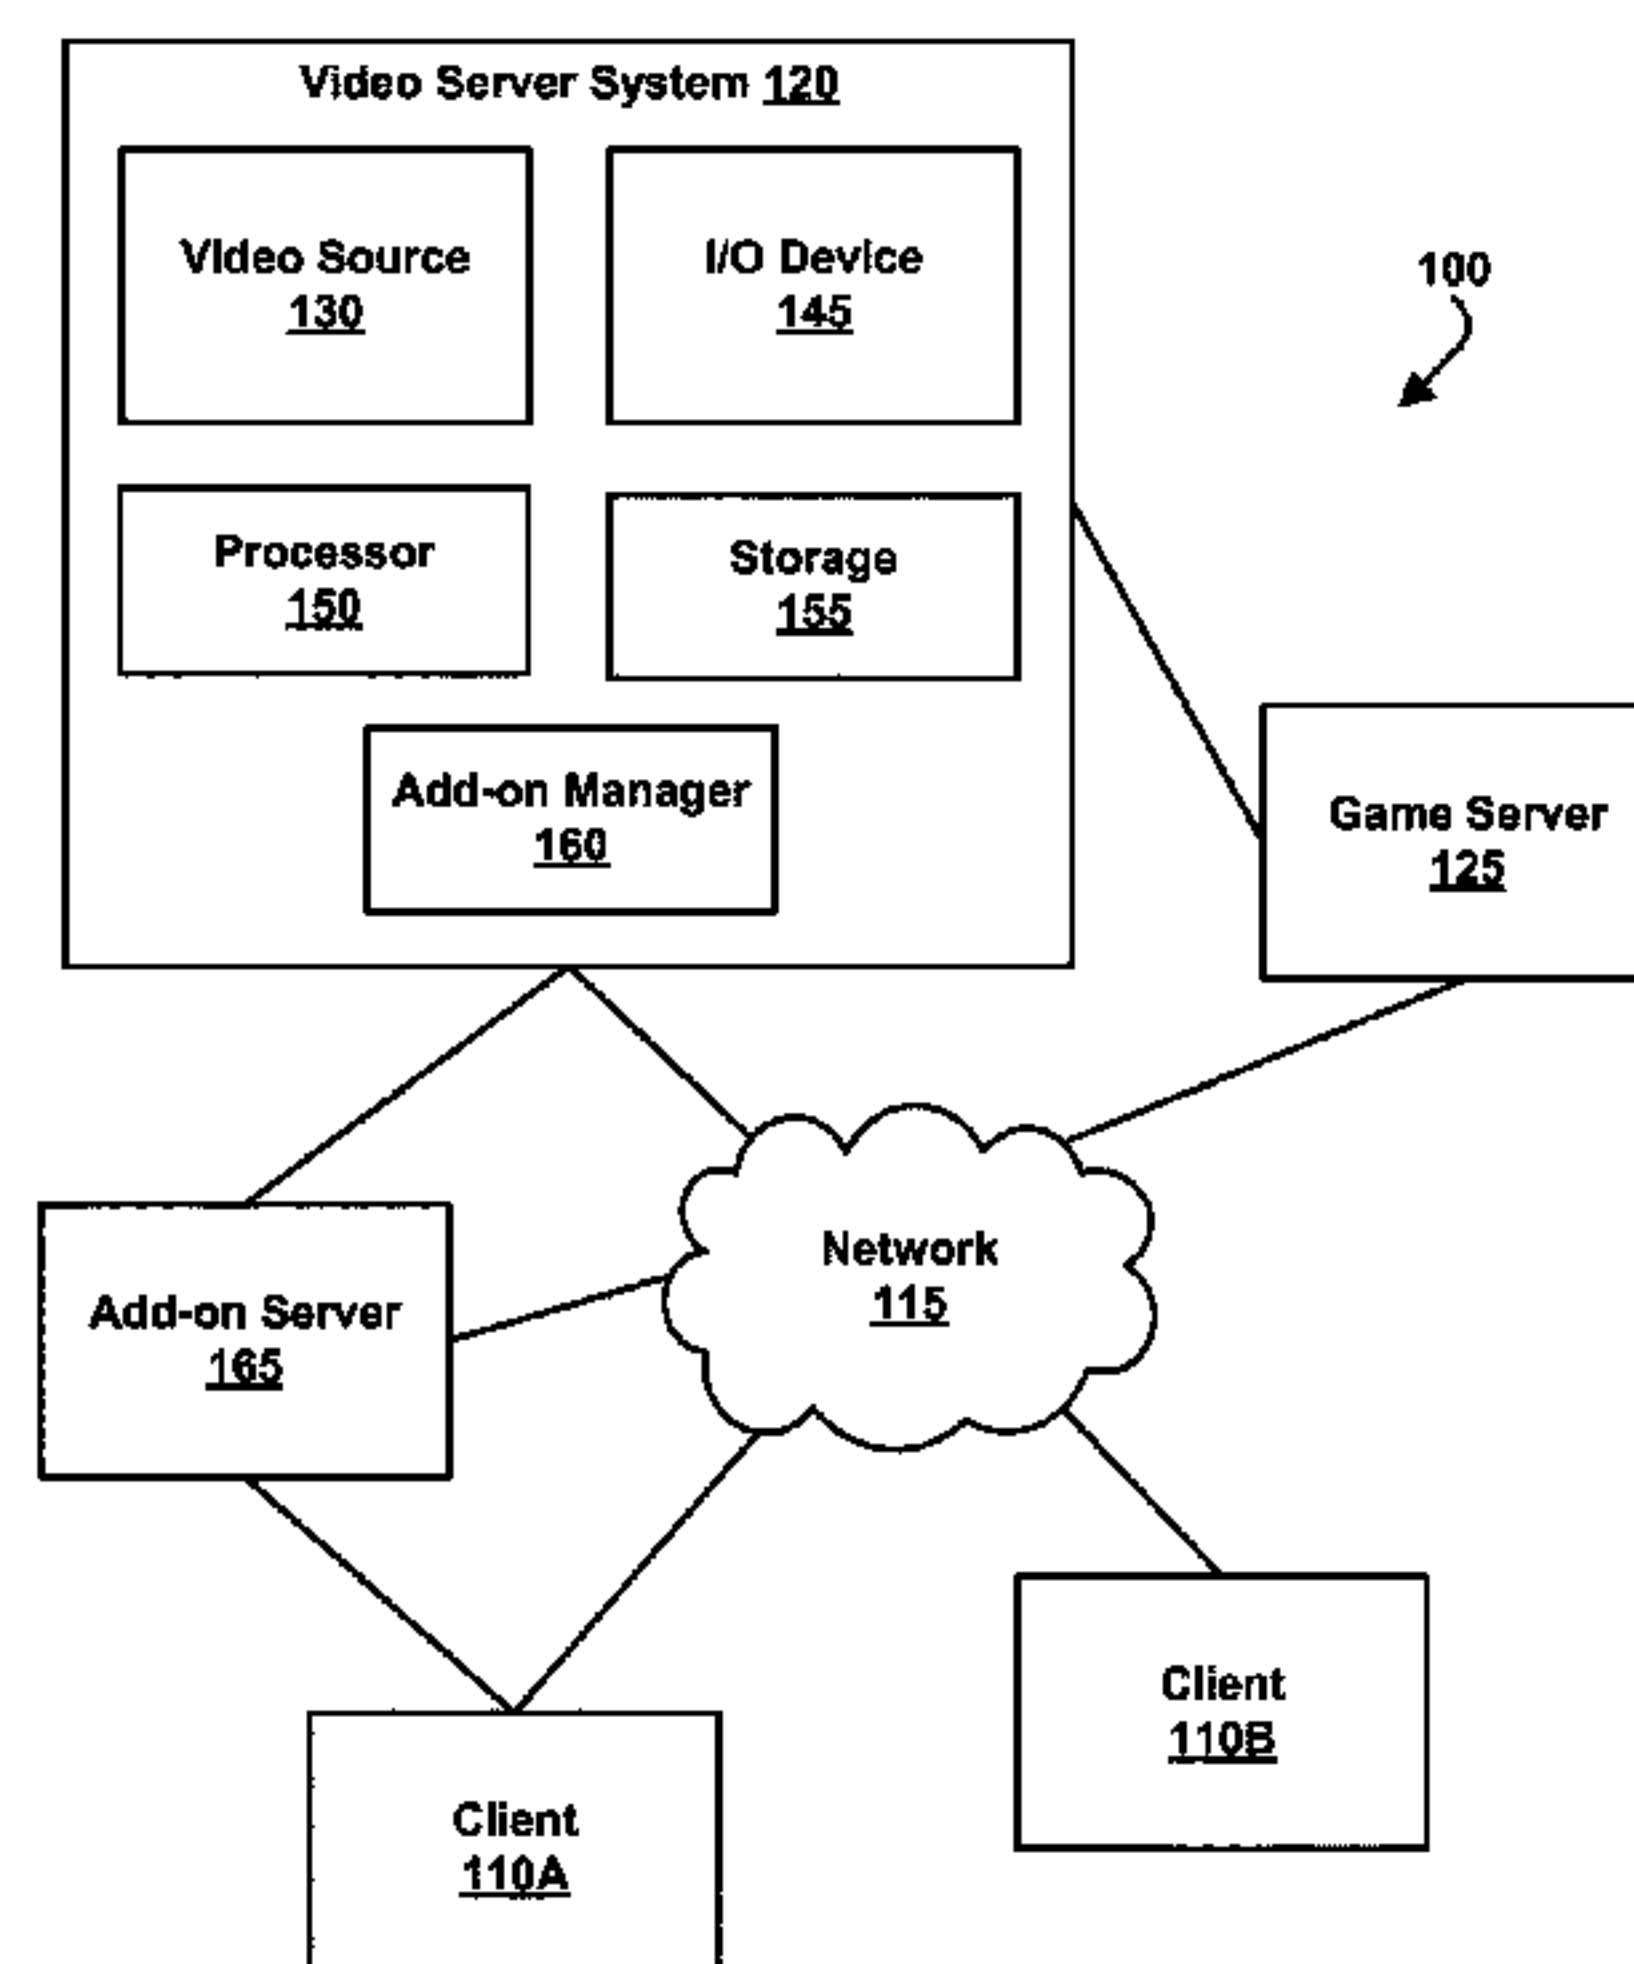 Video Server System 120
Video Source
130
I/O Device
145
100
Processor
150
Storage
155
Add-on Manager
160
Game Server
125
Network
115
Add-on Server
165
Client
110B
Client
110A